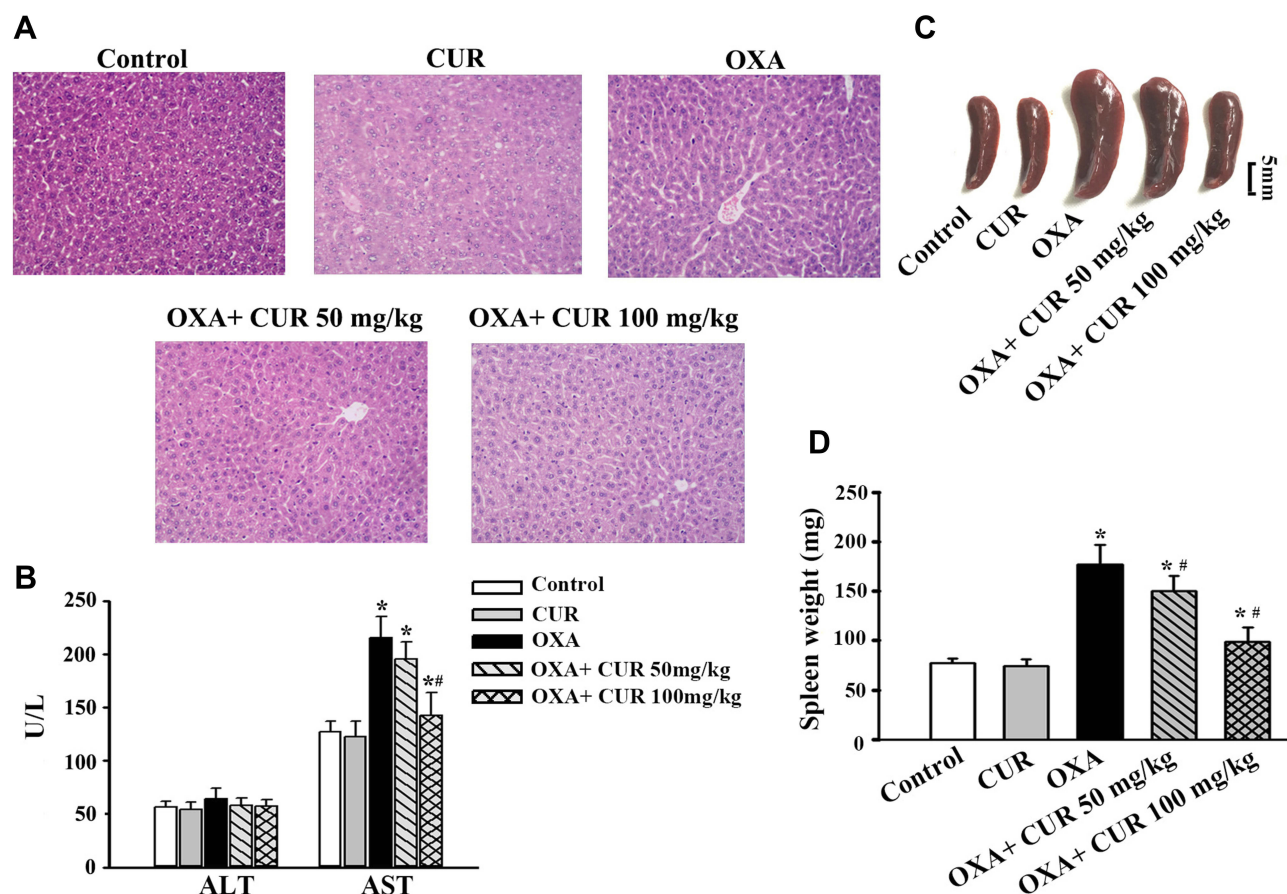 A
Control
CUR
OXA
OXA+ CUR 50 mg/kg
OXA+ CUR 100 mg/kg
B
250
200
150
100
50
0
U/L
*
*
*#
ALT
AST
Control
CUR
OXA
OXA+ CUR 50mg/kg
OXA+ CUR 100mg/kg
C
5mm
Control
CUR
OXA
OXA+ CUR 50 mg/kg
OXA+ CUR 100 mg/kg
D
250
200
150
100
50
0
Spleen weight (mg)
*
* #
* #
Control
CUR
OXA
OXA+ CUR 50 mg/kg
OXA+ CUR 100 mg/kg